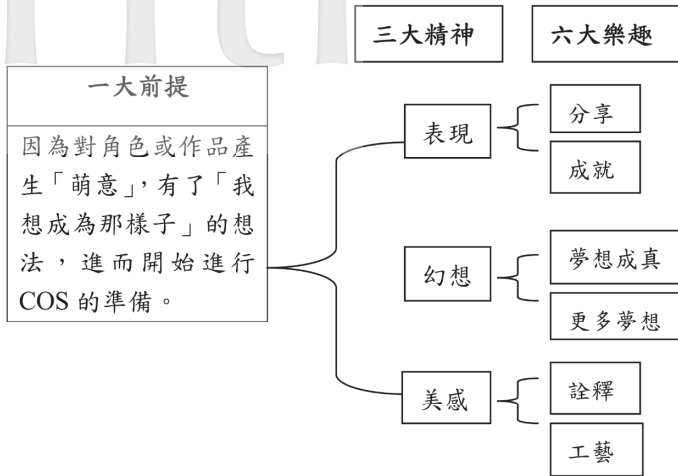 三大精神
六大樂趣
一大前提
因為對角色或作品產
生「萌意」,有了「我
想成為那樣子」的想
法,進而開始進行
COS 的準備。
表現
分享
成就
幻想
夢想成真
更多夢想
美感
詮釋
工藝